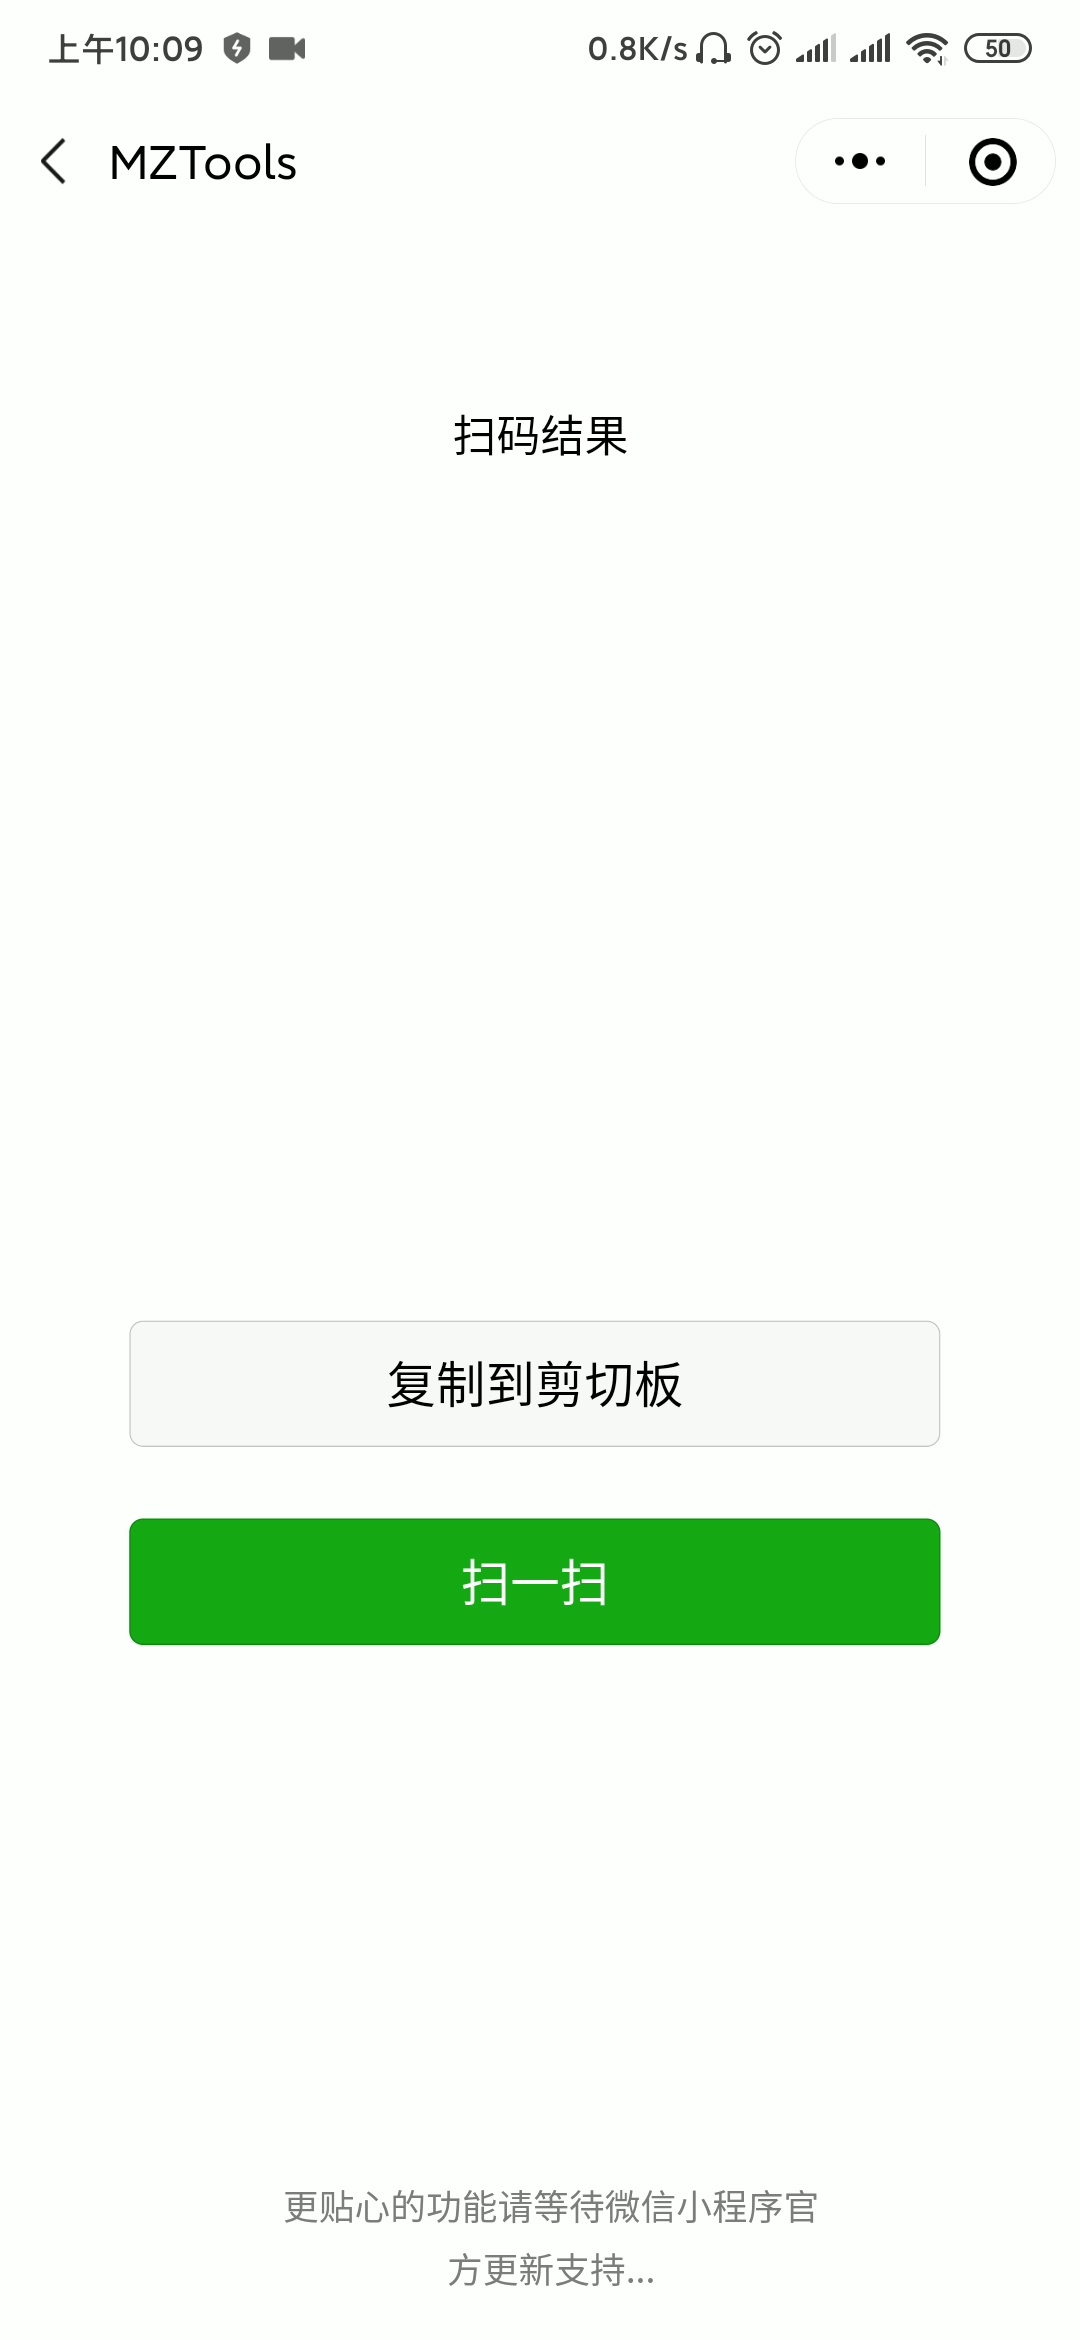 上午10:09 0.8K/s 50
MZTools
扫码结果
复制到剪切板
扫一扫
更贴心的功能请等待微信小程序官
方更新支持...